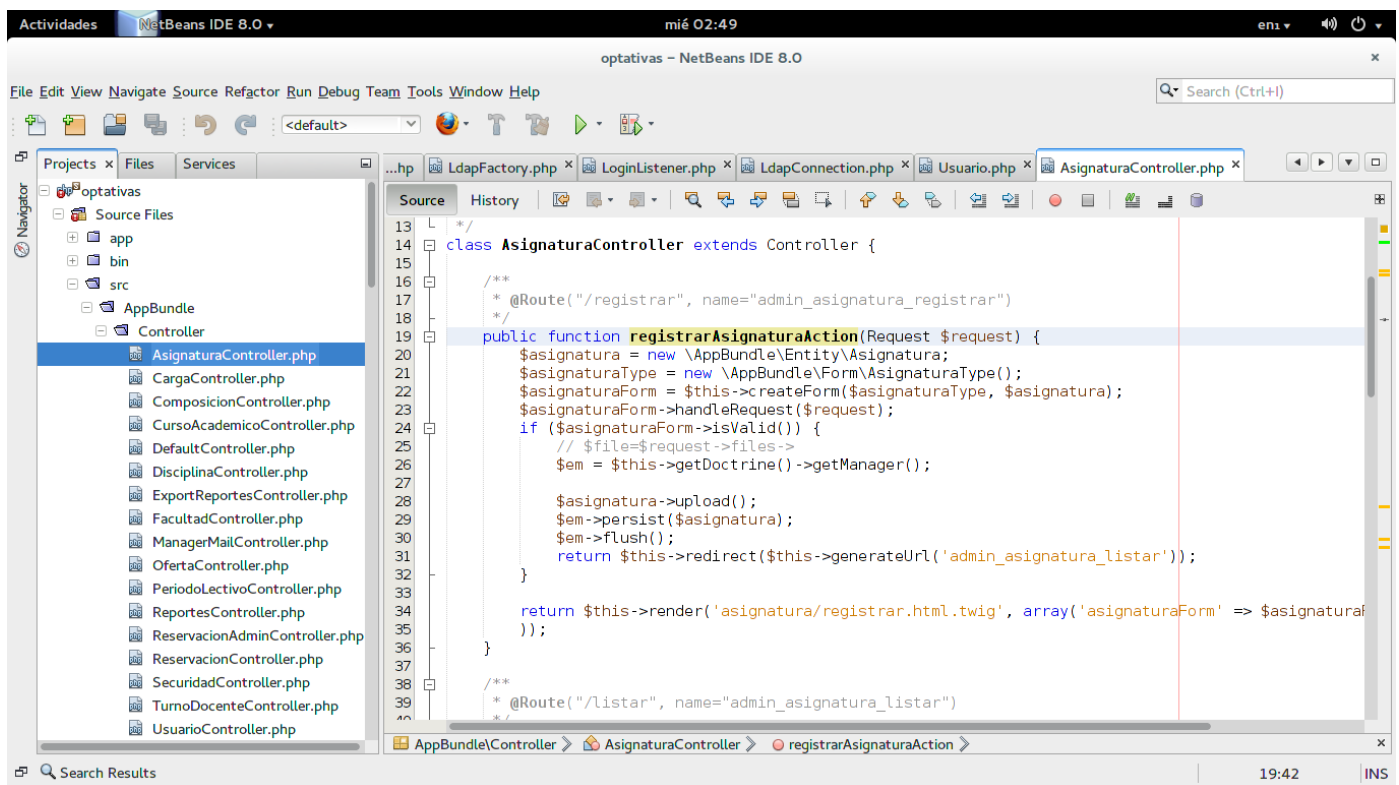 Actividades NetBeans IDE 8.0 mié 02:49 en₁
optativas – NetBeans IDE 8.0 ×
File Edit View Navigate Source Refactor Run Debug Team Tools Window Help Search (Ctrl+I)
<default>
Projects × Files Services
...hp LdapFactory.php × LoginListener.php × LdapConnection.php × Usuario.php × AsignaturaController.php ×
Navigator
Source History
optativas
Source Files
app
bin
src
AppBundle
Controller
AsignaturaController.php
CargaController.php
ComposicionController.php
CursoAcademicoController.php
DefaultController.php
DisciplinaController.php
ExportReportesController.php
FacultadController.php
ManagerMailController.php
OfertaController.php
PeriodoLectivoController.php
ReportesController.php
ReservacionAdminController.php
ReservacionController.php
SecuridadController.php
TurnoDocenteController.php
UsuarioController.php
13 */
14 class AsignaturaController extends Controller {
15
16 /**
17 * @Route("/registrar", name="admin_asignatura_registrar")
18 */
19 public function registrarAsignaturaAction(Request $request) {
20 $asignatura = new \AppBundle\Entity\Asignatura;
21 $asignaturaType = new \AppBundle\Form\AsignaturaType();
22 $asignaturaForm = $this->createForm($asignaturaType, $asignatura);
23 $asignaturaForm->handleRequest($request);
24 if ($asignaturaForm->isValid()) {
25 // $file=$request->files->
26 $em = $this->getDoctrine()->getManager();
27
28 $asignatura->upload();
29 $em->persist($asignatura);
30 $em->flush();
31 return $this->redirect($this->generateUrl('admin_asignatura_listar'));
32 }
33
34 return $this->render('asignatura/registrar.html.twig', array('asignaturaForm' => $asignaturaF
35 ));
36 }
37
38 /**
39 * @Route("/listar", name="admin_asignatura_listar")
40 */
AppBundle\Controller AsignaturaController registrarAsignaturaAction ×
Search Results 19:42 INS